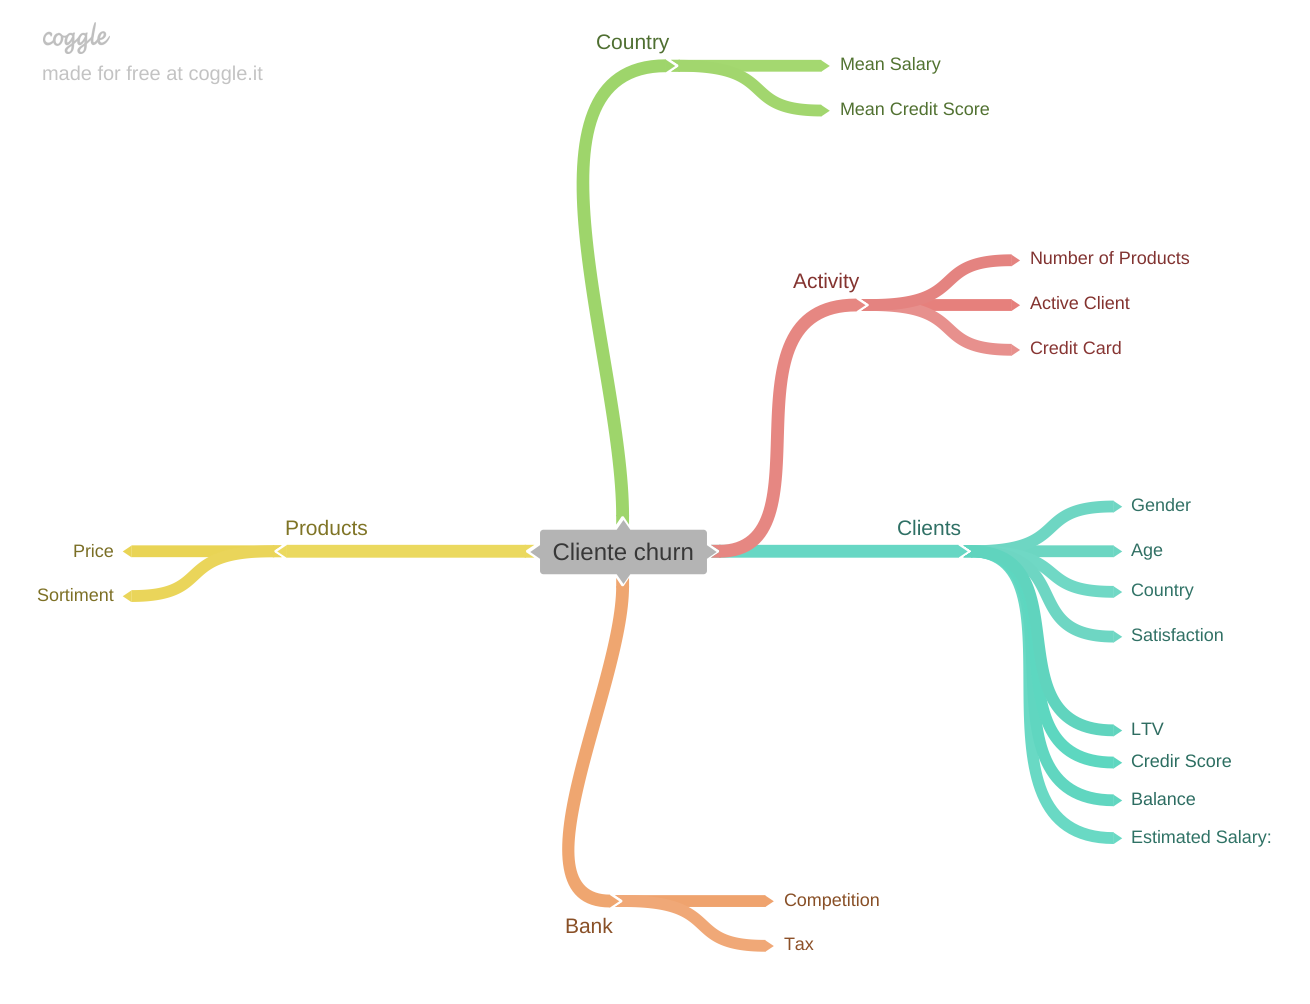 coggle
made for free at coggle.it
Country
Mean Salary
Mean Credit Score
Activity
Number of Products
Active Client
Credit Card
Products
Price
Sortiment
Cliente churn
Clients
Gender
Age
Country
Satisfaction
LTV
Credir Score
Balance
Estimated Salary:
Bank
Competition
Tax